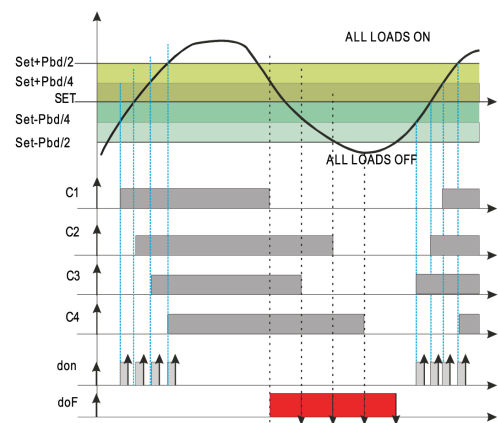 ALL LOADS ON
Set+Pbd/2
Set+Pbd/4
SET
Set-Pbd/4
Set-Pbd/2
ALL LOADS OFF
C1
C2
C3
C4
don
doF